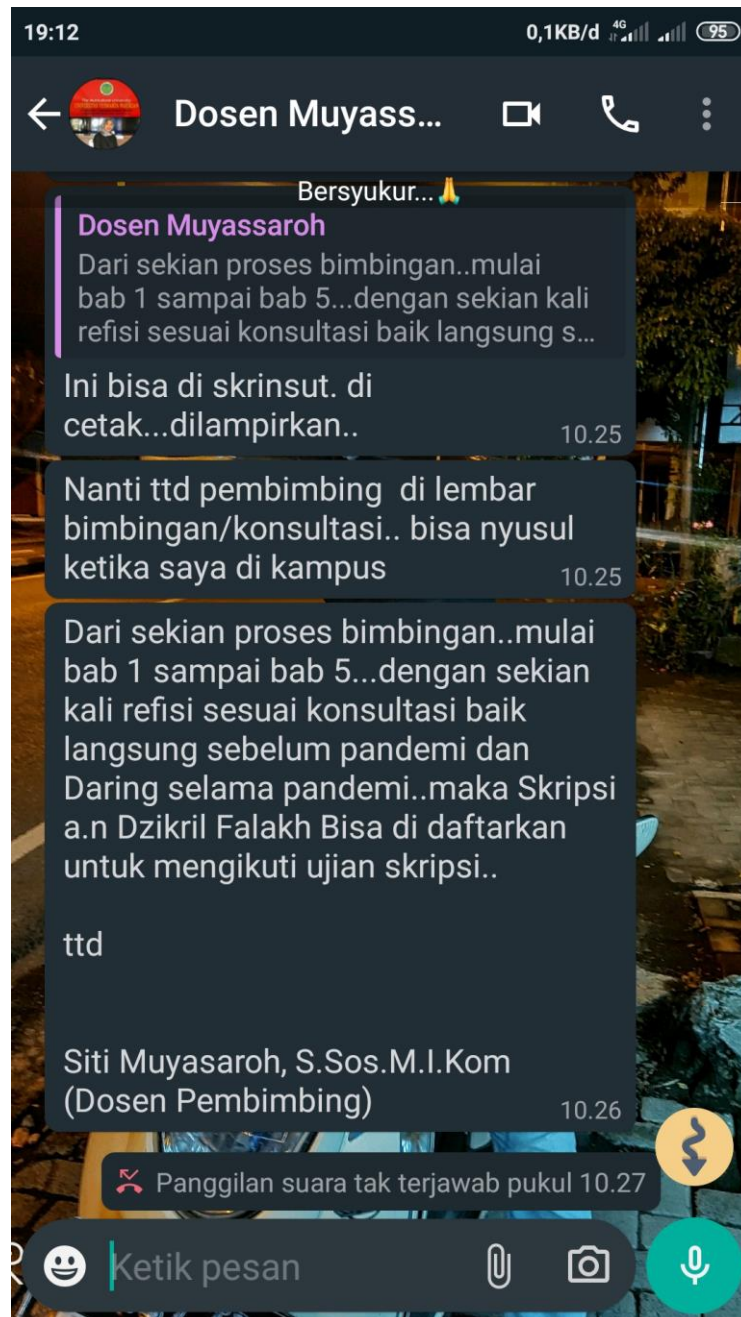 19:12
0,1KB/d 4G 95
Dosen Muyass...
Bersyukur...🙏
Dosen Muyassaroh
Dari sekian proses bimbingan..mulai
bab 1 sampai bab 5...dengan sekian kali
refisi sesuai konsultasi baik langsung s...
Ini bisa di skrinsut. di
cetak...dilampirkan..
10.25
Nanti ttd pembimbing di lembar
bimbingan/konsultasi.. bisa nyusul
ketika saya di kampus
10.25
Dari sekian proses bimbingan..mulai
bab 1 sampai bab 5...dengan sekian
kali refisi sesuai konsultasi baik
langsung sebelum pandemi dan
Daring selama pandemi..maka Skripsi
a.n Dzikril Falakh Bisa di daftarkan
untuk mengikuti ujian skripsi..
ttd
Siti Muyasaroh, S.Sos.M.I.Kom
(Dosen Pembimbing)
10.26
Panggilan suara tak terjawab pukul 10.27
Ketik pesan